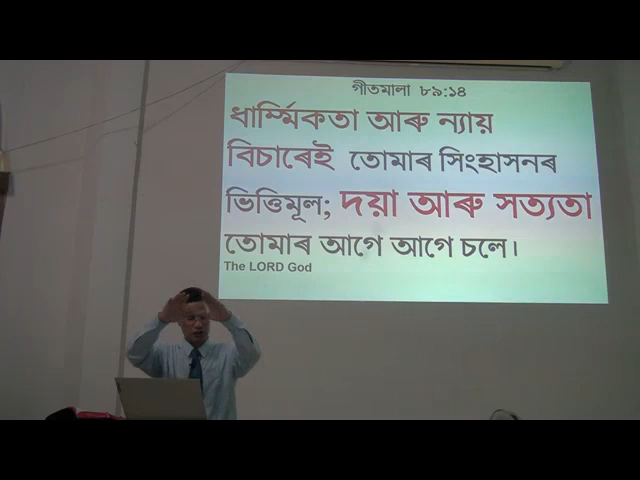 গীতমালা ৮৯:১৪
ধাৰ্ম্মিকতা আৰু ন্যায়
বিচাৰেই তোমাৰ সিংহাসনৰ
ভিত্তিমূল; দয়া আৰু সত্যতা
তোমাৰ আগে আগে চলে।
The LORD God